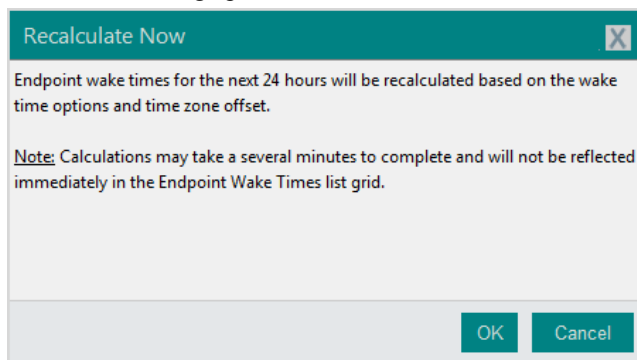 Recalculate Now
X
Endpoint wake times for the next 24 hours will be recalculated based on the wake
time options and time zone offset.
Note: Calculations may take a several minutes to complete and will not be reflected
immediately in the Endpoint Wake Times list grid.
OK Cancel